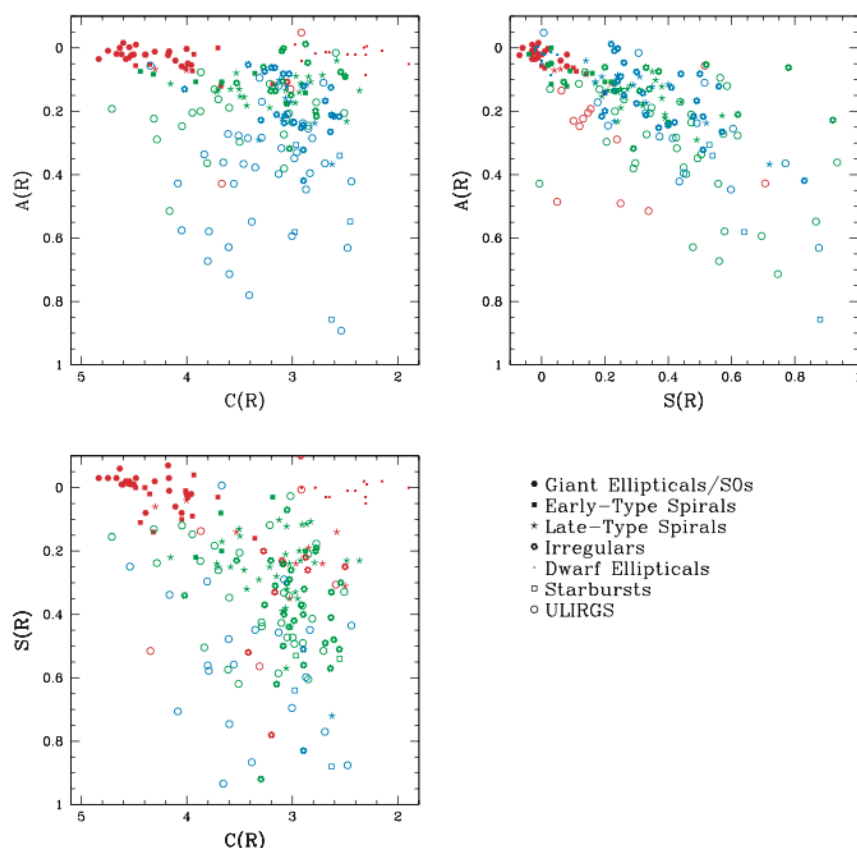 0
0.2
0.4
0.6
0.8
1
A(R)
5
4
3
2
C(R)
0
0.2
0.4
0.6
0.8
1
A(R)
0
0.2
0.4
0.6
0.8
1
S(R)
0
0.2
0.4
0.6
0.8
1
S(R)
5
4
3
2
C(R)
Giant Ellipticals/S0s
Early-Type Spirals
Late-Type Spirals
Irregulars
Dwarf Ellipticals
Starbursts
ULIRGS